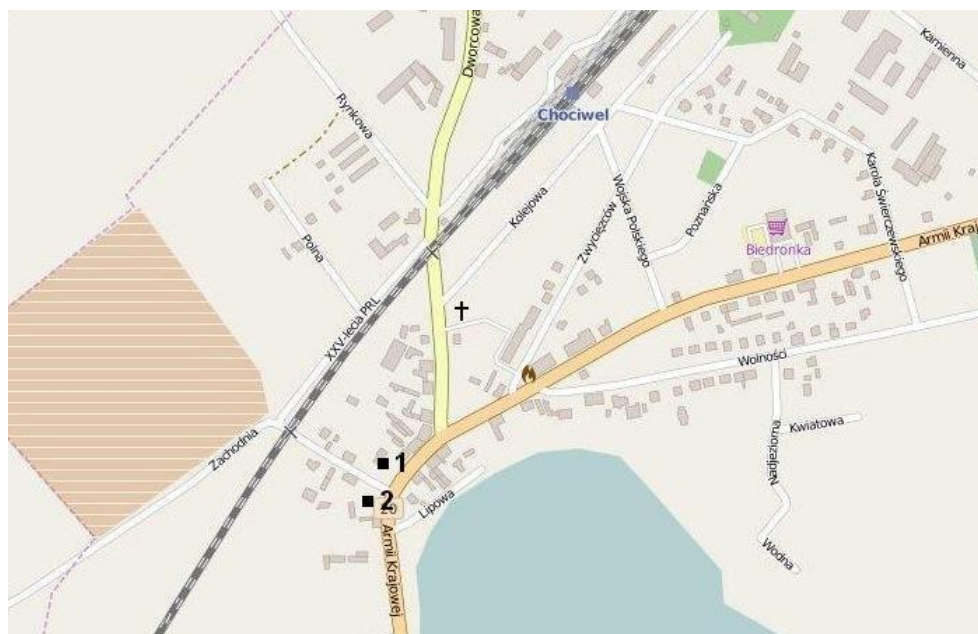 Dworcowa
Kamienna
Rynkowa
Chociwel
Kolejowa
Wojska Polskiego
Poznańska
Karola Świerczewskiego
Zwycięzców
Polna
Biedronka
Armii Kraj
XXV-lecia PRL
Wolności
Kwiatowa
Nadjeziorna
Zachodnia
1
2
20
Lipowa
Armii Krajowej
Wodna